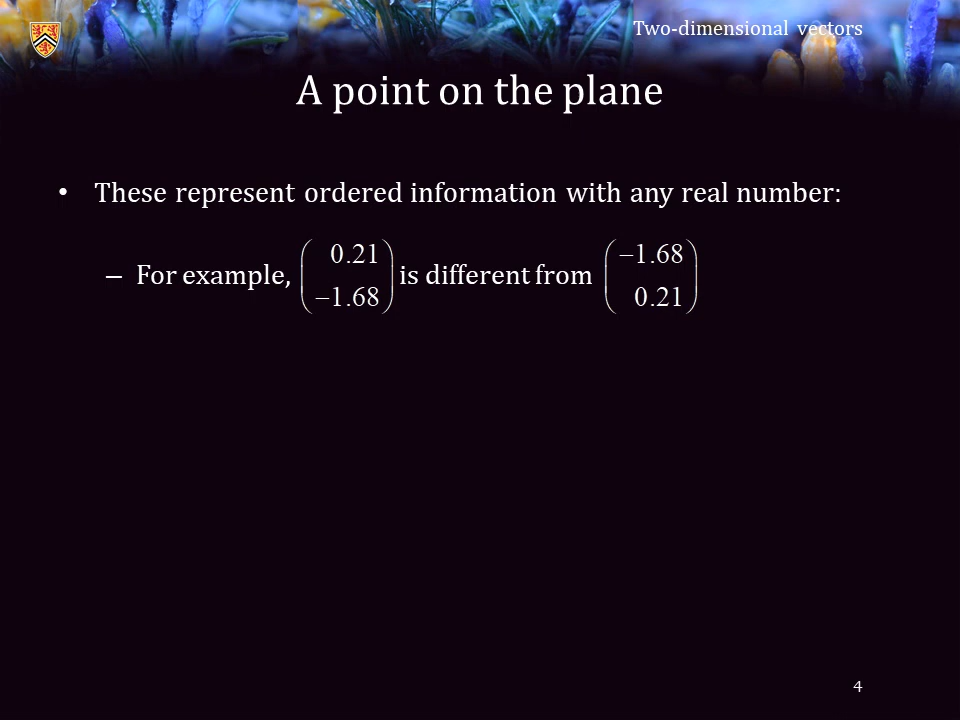 Two-dimensional vectors
A point on the plane
• These represent ordered information with any real number:
– For example, (0.21 −1.68) is different from (−1.68 0.21)
4